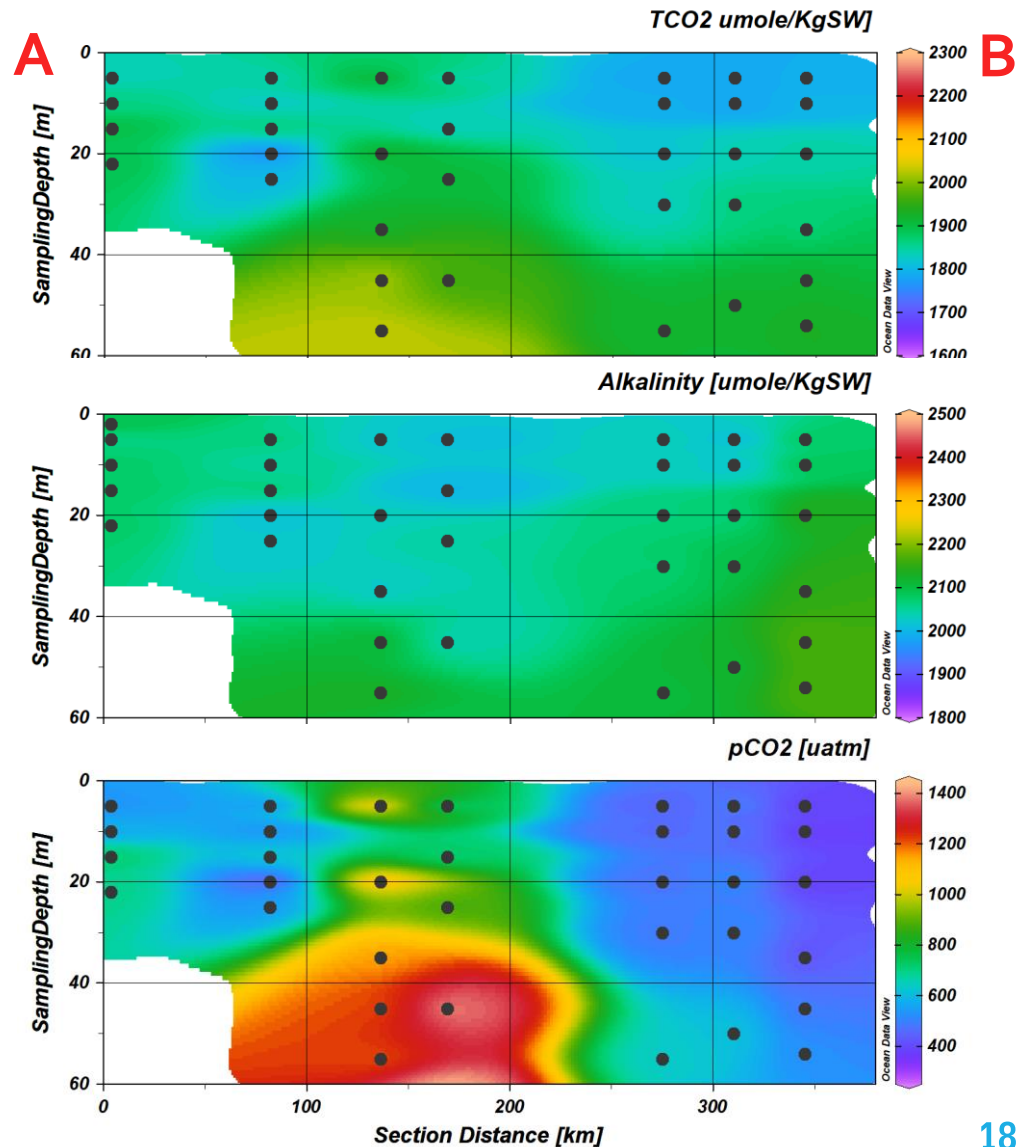 TCO2 umole/KgSW]
A
B
SamplingDepth [m]
0
20
40
60
2300
2200
2100
2000
1900
1800
1700
1600
Ocean Data View
Alkalinity [umole/KgSW]
SamplingDepth [m]
0
20
40
60
2500
2400
2300
2200
2100
2000
1900
1800
Ocean Data View
pCO2 [uatm]
SamplingDepth [m]
0
20
40
60
1400
1200
1000
800
600
400
Ocean Data View
0 100 200 300
Section Distance [km]
18